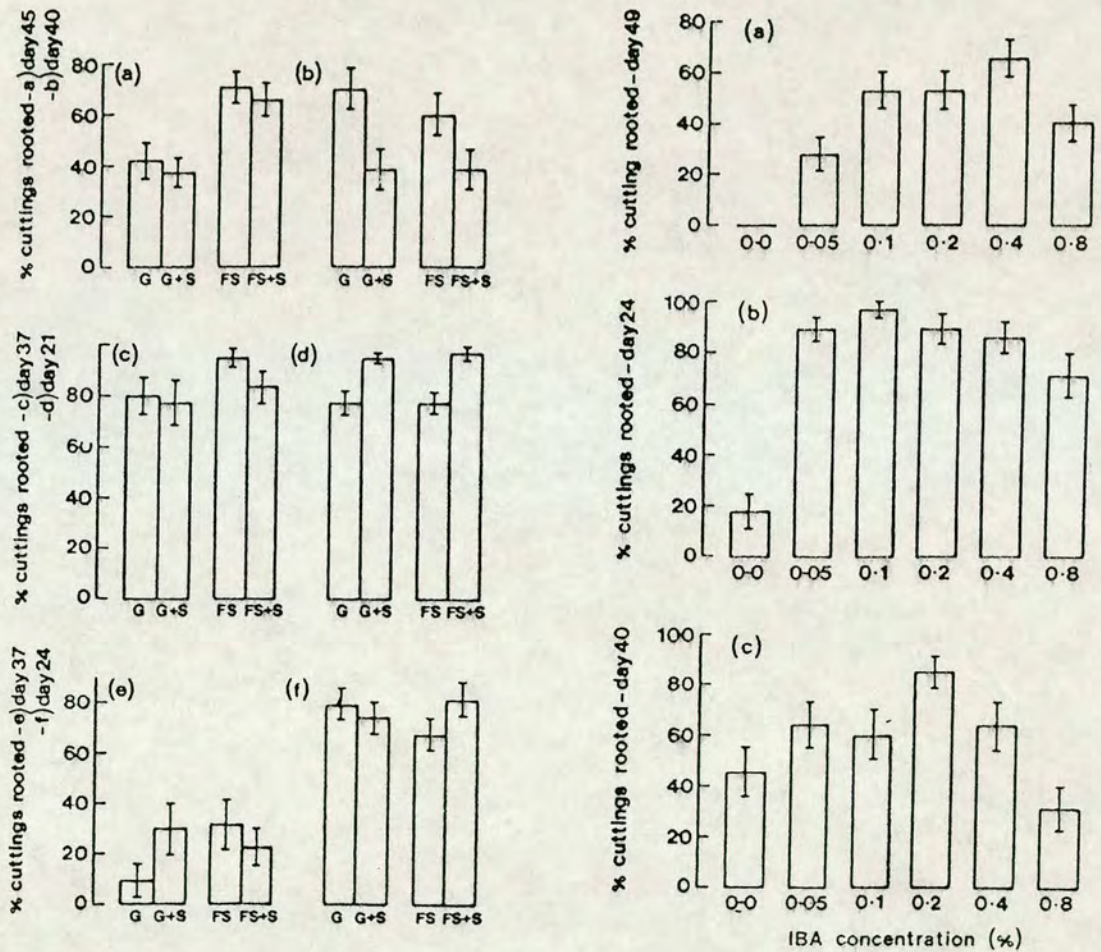 % cuttings rooted -a)day45
-b)day40
80
60
40
20
0
(a)
(b)
G G+S FS FS+S G G+S FS FS+S
% cuttings rooted -c)day37
-d)day21
80
60
40
20
(c)
(d)
G G+S FS FS+S G G+S FS FS+S
% cuttings rooted -e)day37
-f)day24
80
60
40
20
0
(e)
(f)
G G+S FS FS+S G G+S FS FS+S
% cutting rooted-day49
80
60
40
20
0
(a)
0·0 0·05 0·1 0·2 0·4 0·8
% cuttings rooted-day24
100
80
60
40
20
0
(b)
0·0 0·05 0·1 0·2 0·4 0·8
% cuttings rooted-day40
100
80
60
40
20
0
(c)
0·0 0·05 0·1 0·2 0·4 0·8
IBA concentration (%)